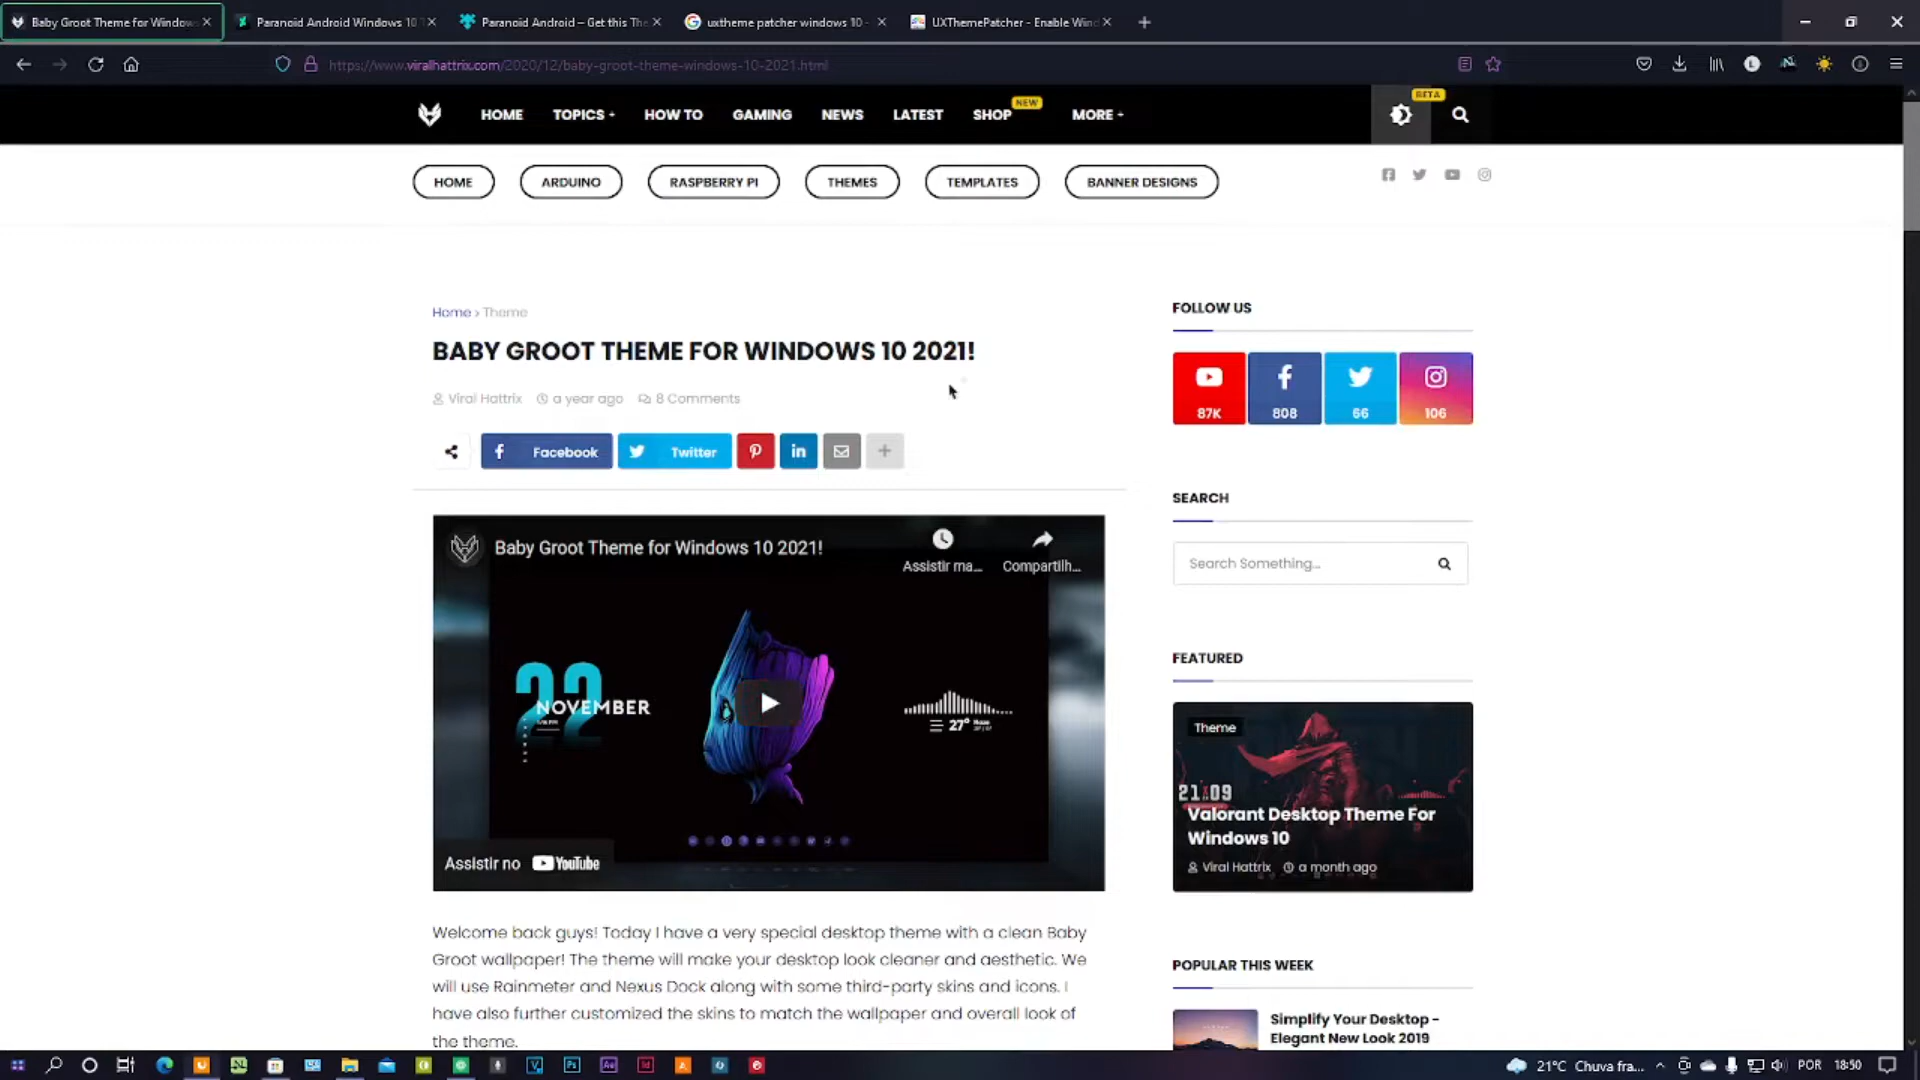 Baby Groot Theme for Window
Paranoid Android Windows 10 T
Paranoid Android – Get this The
uxtheme patcher windows 10 -
UXThemePatcher - Enable Wind
https://www.viralhattrix.com/2020/12/baby-groot-theme-windows-10-2021.html
HOME
TOPICS +
HOW TO
GAMING
NEWS
LATEST
SHOP
NEW
MORE +
BETA
HOME
ARDUINO
RASPBERRY PI
THEMES
TEMPLATES
BANNER DESIGNS
Home › Theme
BABY GROOT THEME FOR WINDOWS 10 2021!
Viral Hattrix
a year ago
8 Comments
Facebook
Twitter
Baby Groot Theme for Windows 10 2021!
Assistir ma...
Compartilh...
22
NOVEMBER
27°
Haze
Assistir no YouTube
Welcome back guys! Today I have a very special desktop theme with a clean Baby
Groot wallpaper! The theme will make your desktop look cleaner and aesthetic. We
will use Rainmeter and Nexus Dock along with some third-party skins and icons. I
have also further customized the skins to match the wallpaper and overall look of
the theme.
FOLLOW US
87K
808
66
106
SEARCH
Search Something...
FEATURED
Theme
21:09
Valorant Desktop Theme For
Windows 10
Viral Hattrix
a month ago
POPULAR THIS WEEK
Simplify Your Desktop -
Elegant New Look 2019
21°C Chuva fra...
POR
18:50